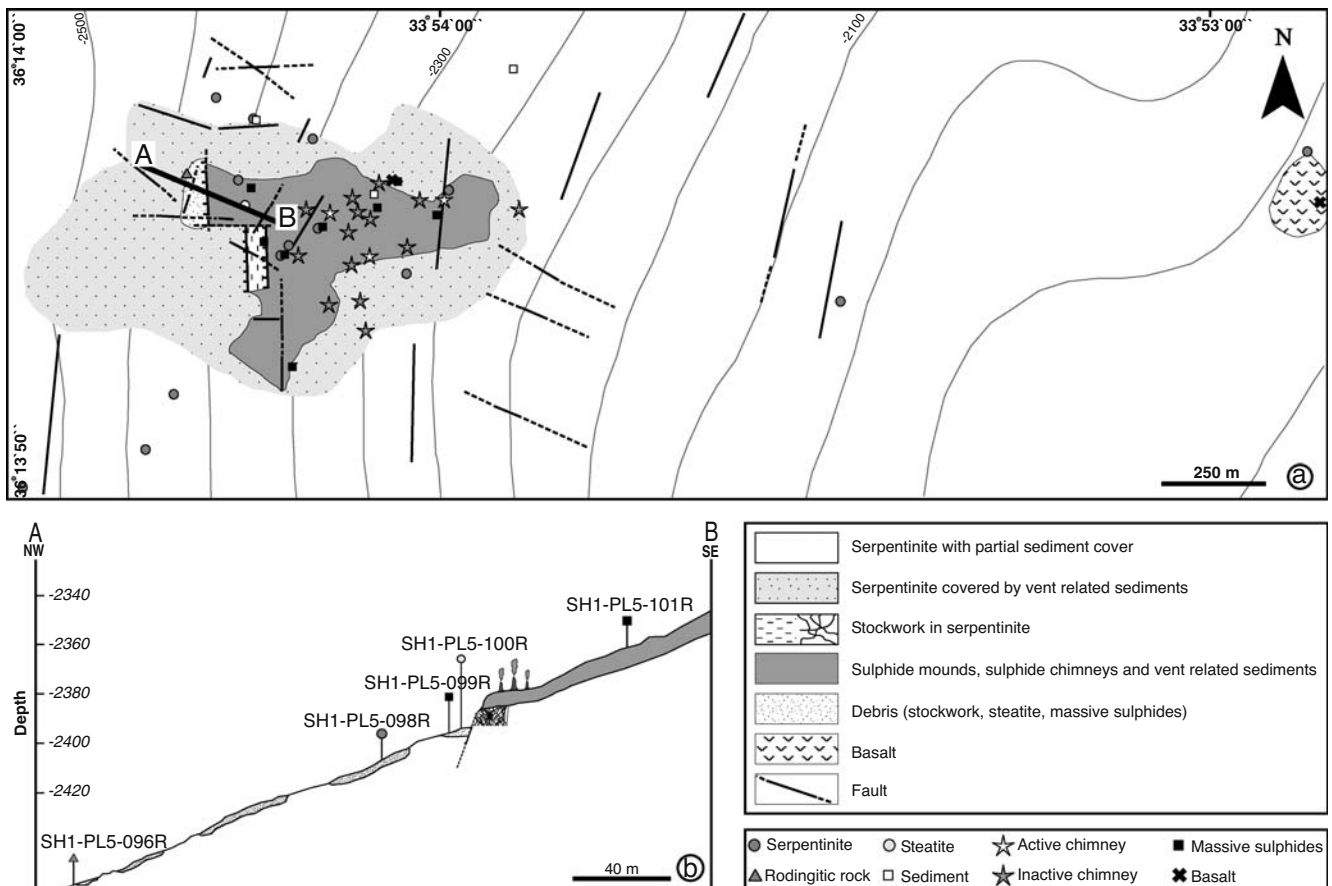 33°54`00``
33°53`00``
36°14`00``
-2500
-2300
-2100
N
A
B
36°13`50``
250 m
a
A
NW
B
SE
-2340
-2360
-2380
-2400
-2420
Depth
SH1-PL5-101R
SH1-PL5-100R
SH1-PL5-099R
SH1-PL5-098R
SH1-PL5-096R
40 m
b
Serpentinite with partial sediment cover
Serpentinite covered by vent related sediments
Stockwork in serpentinite
Sulphide mounds, sulphide chimneys and vent related sediments
Debris (stockwork, steatite, massive sulphides)
Basalt
Fault
Serpentinite Steatite Active chimney Massive sulphides
Rodingitic rock Sediment Inactive chimney Basalt